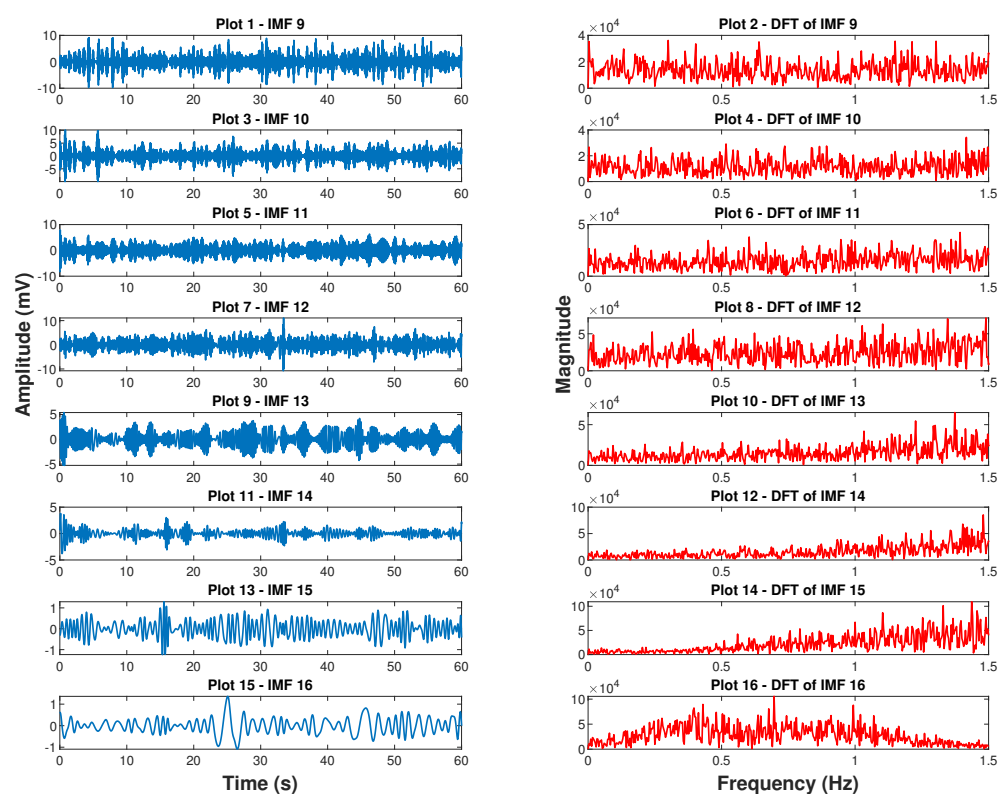 Plot 1 - IMF 9
10
0
-10
0 10 20 30 40 50 60
Plot 2 - DFT of IMF 9
×10⁴
4
2
0
0 0.5 1 1.5
Plot 3 - IMF 10
10
5
0
-5
0 10 20 30 40 50 60
Plot 4 - DFT of IMF 10
×10⁴
4
2
0
0 0.5 1 1.5
Plot 5 - IMF 11
10
0
-10
0 10 20 30 40 50 60
Plot 6 - DFT of IMF 11
×10⁴
5
0
0 0.5 1 1.5
Plot 7 - IMF 12
10
0
-10
0 10 20 30 40 50 60
Plot 8 - DFT of IMF 12
×10⁴
5
0
0 0.5 1 1.5
Plot 9 - IMF 13
5
0
-5
0 10 20 30 40 50 60
Plot 10 - DFT of IMF 13
×10⁴
5
0
0 0.5 1 1.5
Plot 11 - IMF 14
5
0
-5
0 10 20 30 40 50 60
Plot 12 - DFT of IMF 14
×10⁴
10
5
0
0 0.5 1 1.5
Plot 13 - IMF 15
1
0
-1
0 10 20 30 40 50 60
Plot 14 - DFT of IMF 15
×10⁴
10
5
0
0 0.5 1 1.5
Plot 15 - IMF 16
1
0
-1
0 10 20 30 40 50 60
Plot 16 - DFT of IMF 16
×10⁴
10
5
0
0 0.5 1 1.5
Amplitude (mV)
Magnitude
Time (s)
Frequency (Hz)